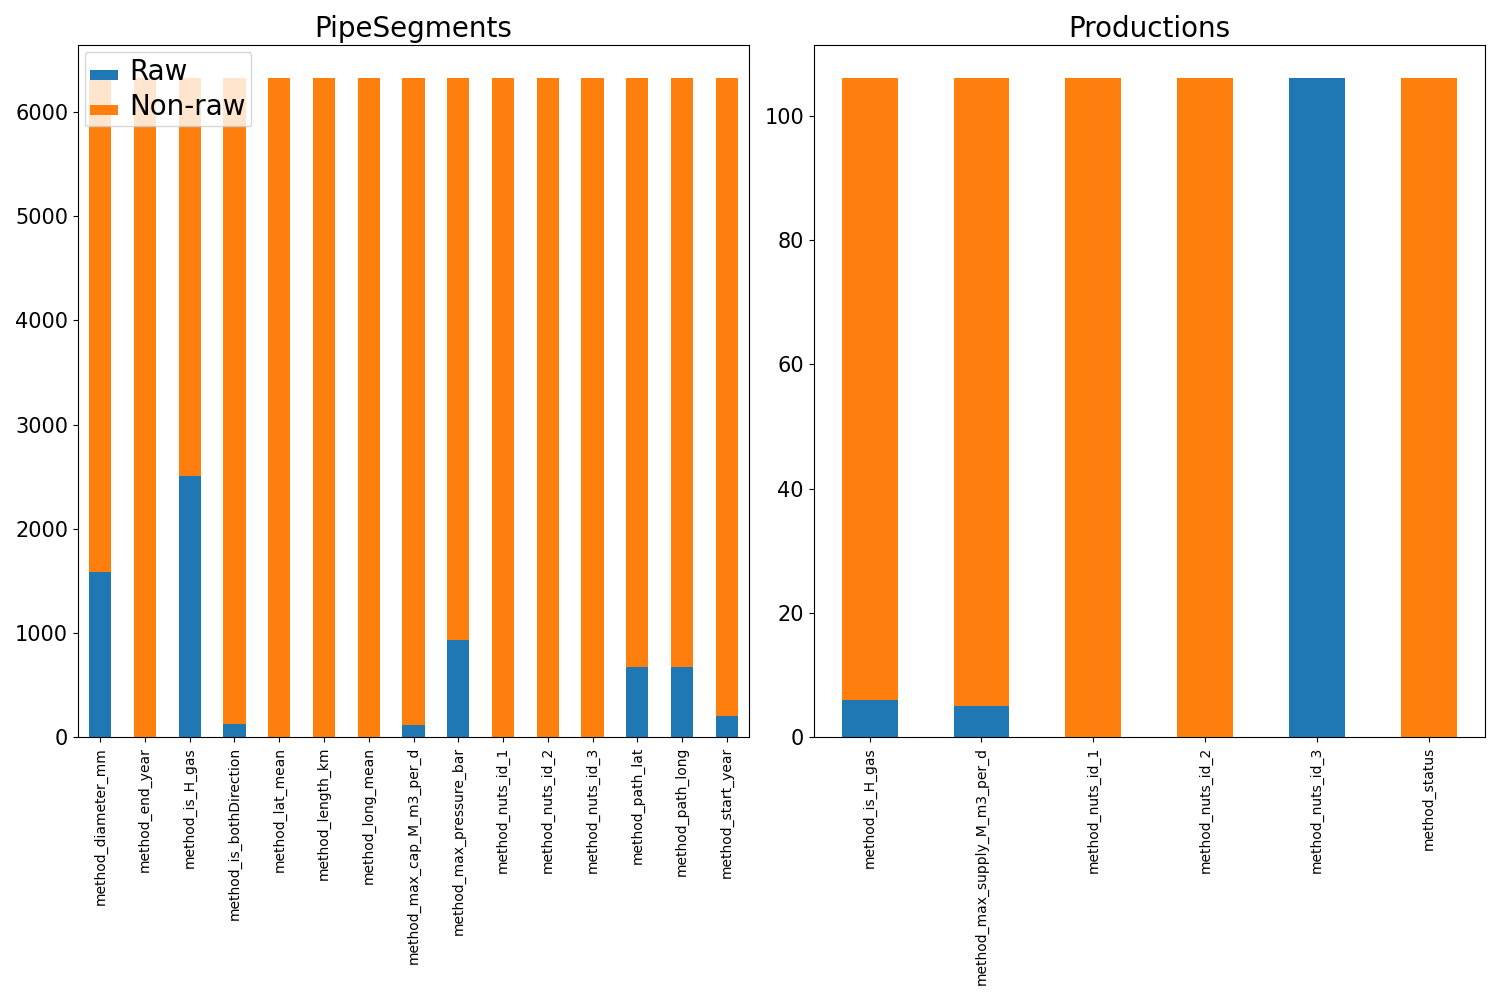 PipeSegments
Raw
Non-raw
6000
5000
4000
3000
2000
1000
0
method_diameter_mm
method_end_year
method_is_H_gas
method_is_bothDirection
method_lat_mean
method_length_km
method_long_mean
method_max_cap_M_m3_per_d
method_max_pressure_bar
method_nuts_id_1
method_nuts_id_2
method_nuts_id_3
method_path_lat
method_path_long
method_start_year
Productions
100
80
60
40
20
0
method_is_H_gas
method_max_supply_M_m3_per_d
method_nuts_id_1
method_nuts_id_2
method_nuts_id_3
method_status